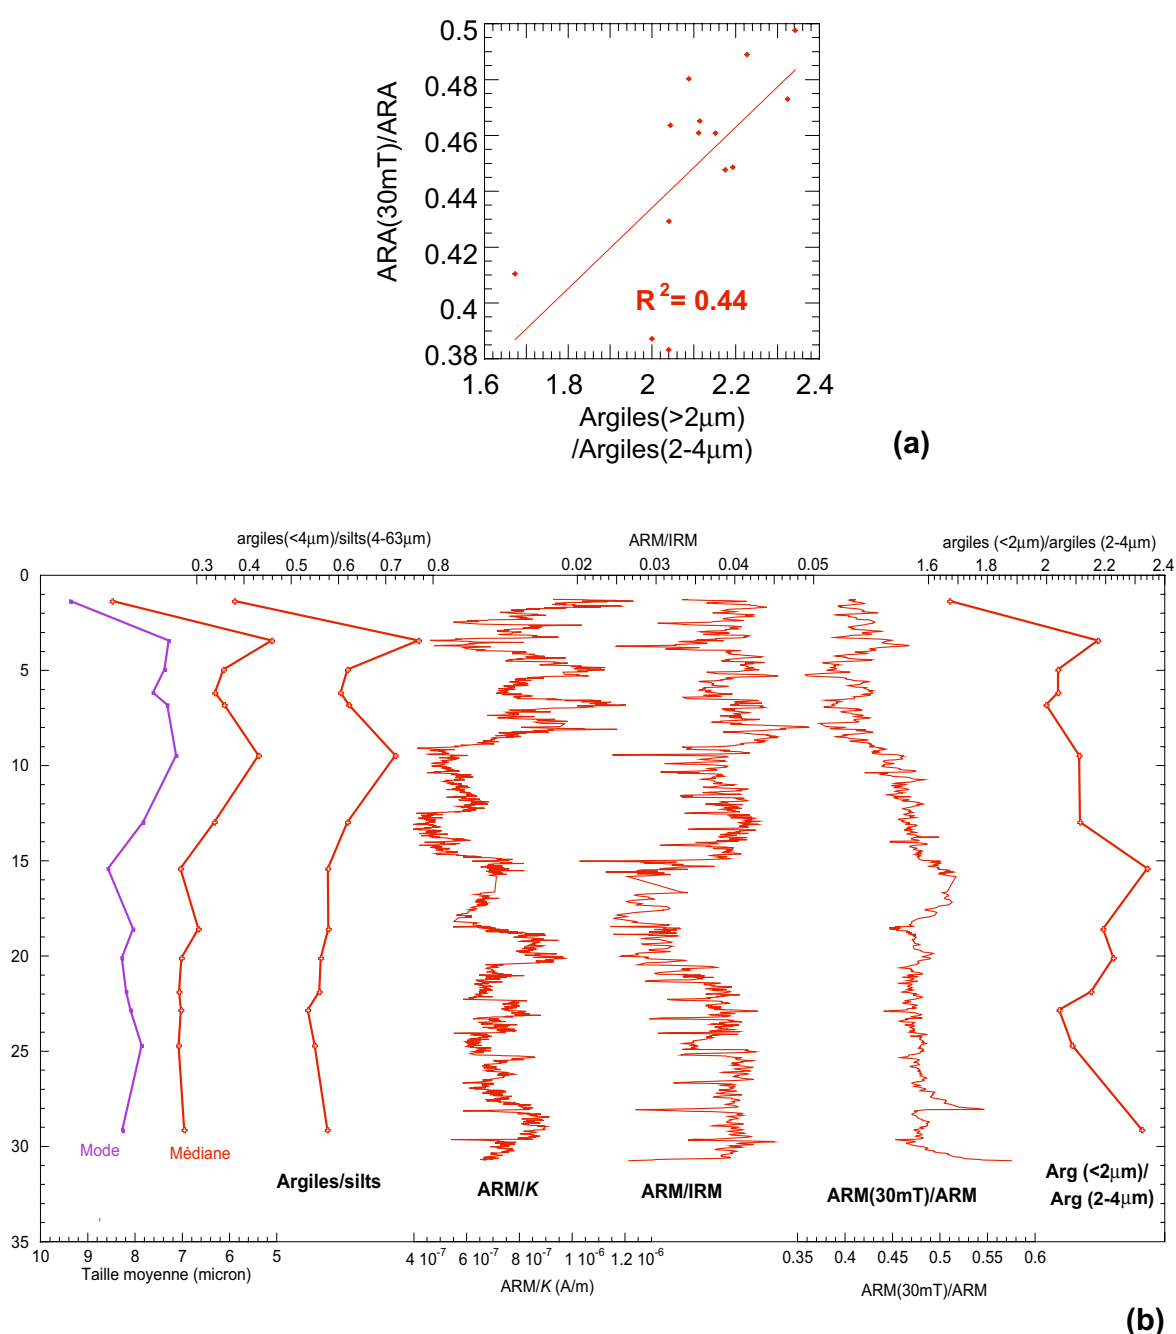 0.5
0.48
0.46
0.44
0.42
0.4
0.38
ARA(30mT)/ARA
R²= 0.44
1.6 1.8 2 2.2 2.4
Argiles(>2μm)
/Argiles(2-4μm)
(a)
argiles(<4μm)/silts(4-63μm) ARM/IRM argiles (<2μm)/argiles (2-4μm)
0.3 0.4 0.5 0.6 0.7 0.8 0.02 0.03 0.04 0.05 1.6 1.8 2 2.2 2.4
0
5
10
15
20
25
30
35
Mode Médiane
Argiles/silts
ARM/K
ARM/IRM
ARM(30mT)/ARM
Arg (<2μm)/
Arg (2-4μm)
10 9 8 7 6 5 4 10⁻⁷ 6 10⁻⁷ 8 10⁻⁷ 1 10⁻⁶ 1.2 10⁻⁶ 0.35 0.4 0.45 0.5 0.55 0.6
Taille moyenne (micron) ARM/K (A/m) ARM(30mT)/ARM
(b)